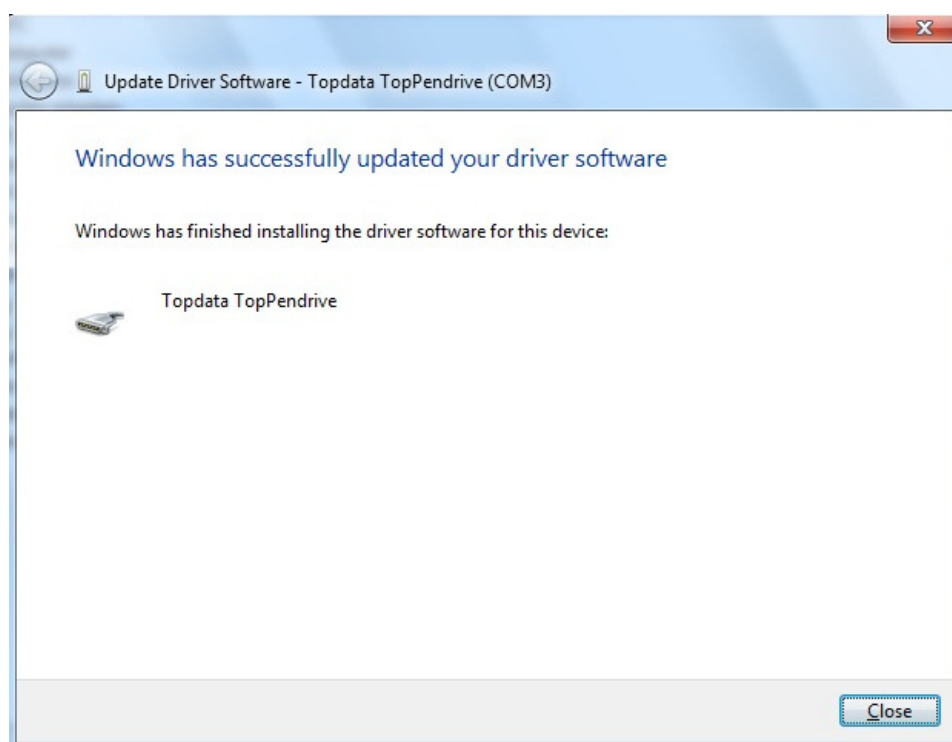 Update Driver Software - Topdata TopPendrive (COM3)
Windows has successfully updated your driver software
Windows has finished installing the driver software for this device:
Topdata TopPendrive
Close